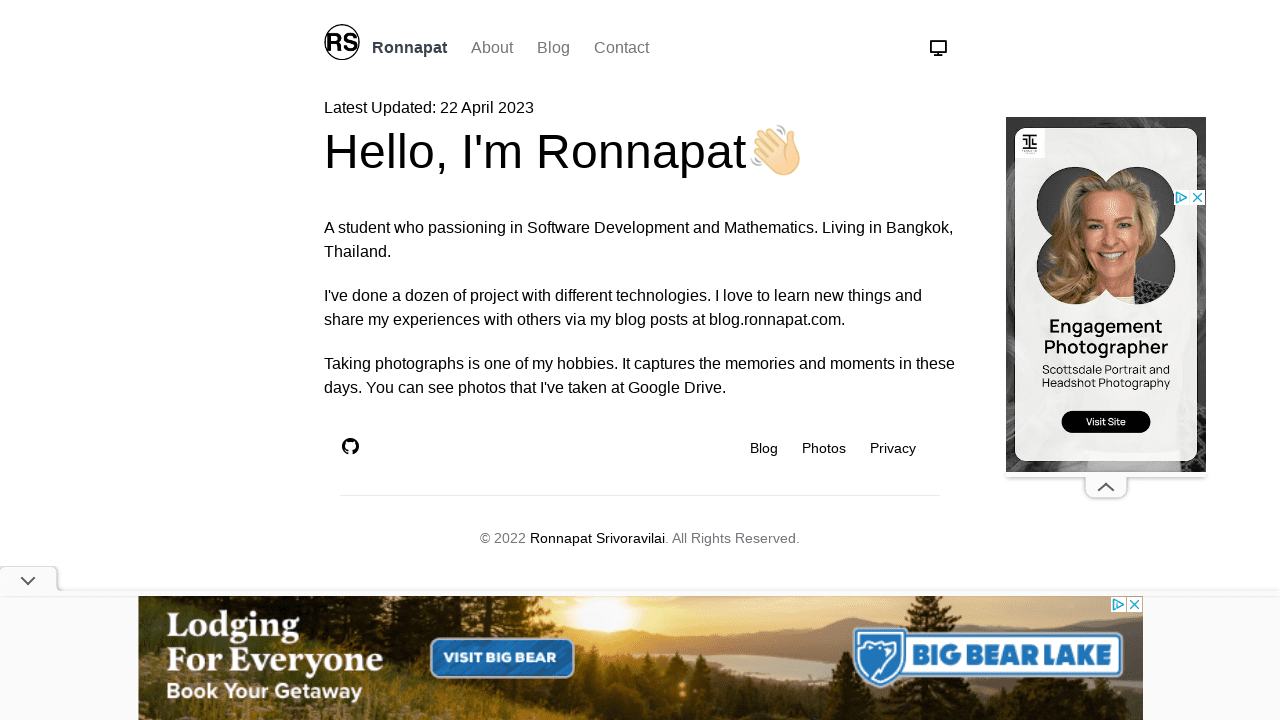 RS Ronnapat About Blog Contact
Latest Updated: 22 April 2023
Hello, I'm Ronnapat👋
A student who passioning in Software Development and Mathematics. Living in Bangkok,
Thailand.
I've done a dozen of project with different technologies. I love to learn new things and
share my experiences with others via my blog posts at blog.ronnapat.com.
Taking photographs is one of my hobbies. It captures the memories and moments in these
days. You can see photos that I've taken at Google Drive.
Blog Photos Privacy
© 2022 Ronnapat Srivoravilai. All Rights Reserved.
Engagement
Photographer
Scottsdale Portrait and
Headshot Photography
Visit Site
Lodging
For Everyone
Book Your Getaway
VISIT BIG BEAR
BIG BEAR LAKE